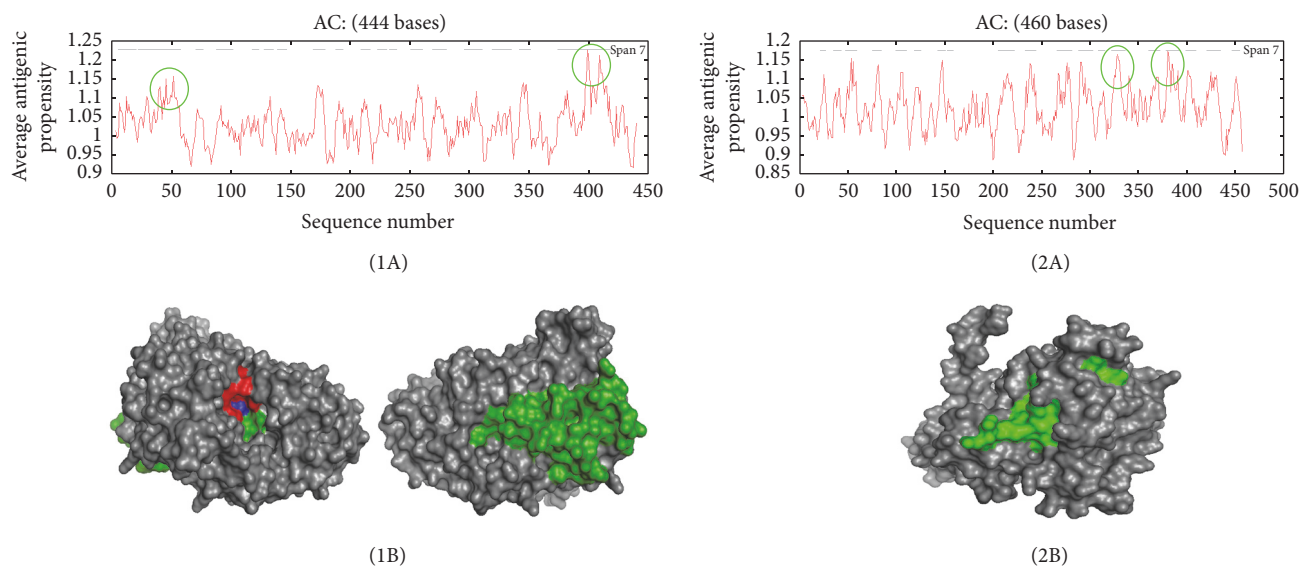 AC: (444 bases)
1.25
1.2
1.15
1.1
1.05
1
0.95
0.9
Average antigenic
propensity
Span 7
0 50 100 150 200 250 300 350 400 450
Sequence number
(1A)
AC: (460 bases)
1.2
1.15
1.1
1.05
1
0.95
0.9
0.85
Average antigenic
propensity
Span 7
0 50 100 150 200 250 300 350 400 450 500
Sequence number
(2A)
(1B)
(2B)